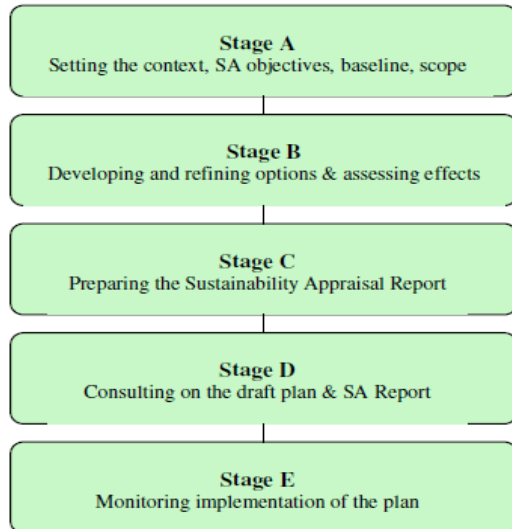 Stage A
Setting the context, SA objectives, baseline, scope
Stage B
Developing and refining options & assessing effects
Stage C
Preparing the Sustainability Appraisal Report
Stage D
Consulting on the draft plan & SA Report
Stage E
Monitoring implementation of the plan